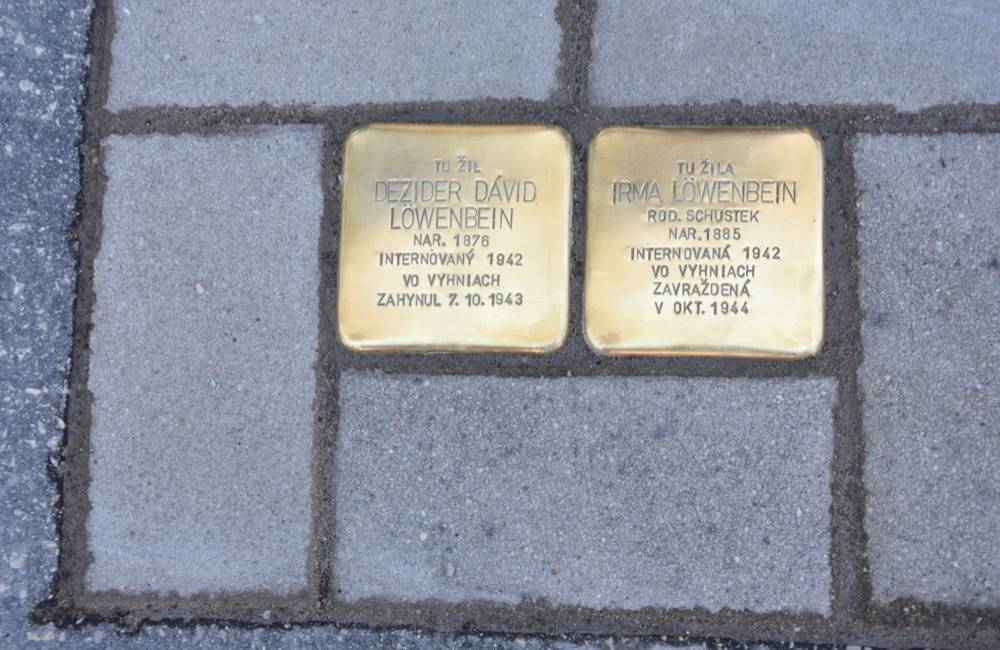 TU ŽIL
DEZIDER DÁVID
LÖWENBEIN
NAR. 1876
INTERNOVANÝ 1942
VO VYHNIACH
ZAHYNUL 7. 10. 1943
TU ŽILA
IRMA LÖWENBEIN
ROD. SCHUSTEK
NAR. 1885
INTERNOVANÁ 1942
VO VYHNIACH
ZAVRAŽDENÁ
V OKT. 1944